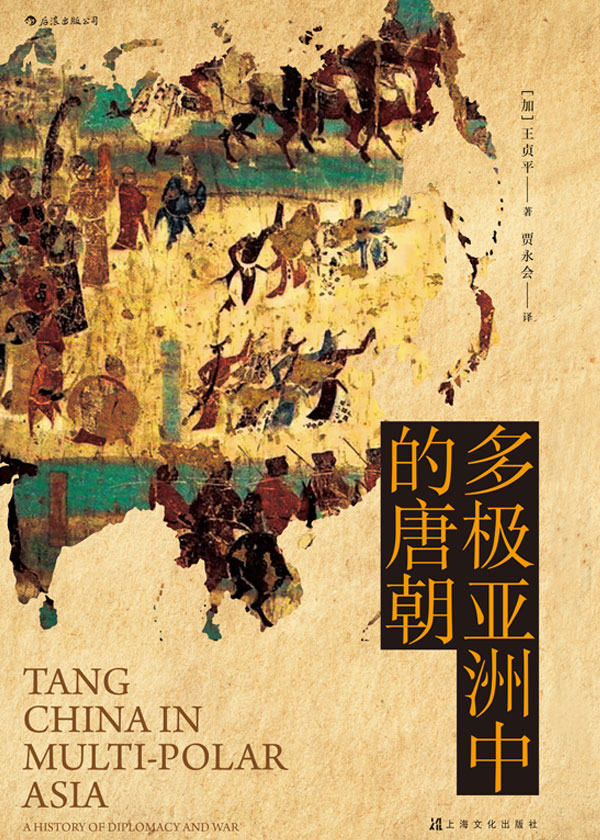 后浪出版公司
[加]王贞平——著
贾永会——译
多极亚洲中
的唐朝
TANG
CHINA IN
MULTI-POLAR
ASIA
A HISTORY OF DIPLOMACY AND WAR
上海文化出版社